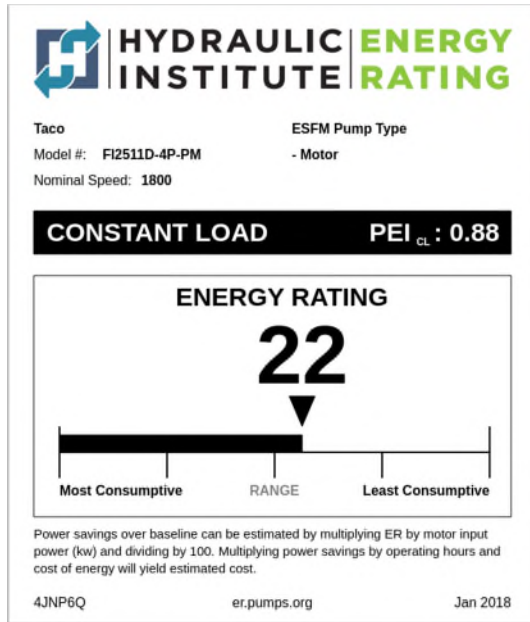 HYDRAULIC INSTITUTE ENERGY RATING
Taco ESFM Pump Type
Model #: FI2511D-4P-PM - Motor
Nominal Speed: 1800
CONSTANT LOAD PEI CL : 0.88
ENERGY RATING
22
Most Consumptive RANGE Least Consumptive
Power savings over baseline can be estimated by multiplying ER by motor input
power (kw) and dividing by 100. Multiplying power savings by operating hours and
cost of energy will yield estimated cost.
4JNP6Q er.pumps.org Jan 2018